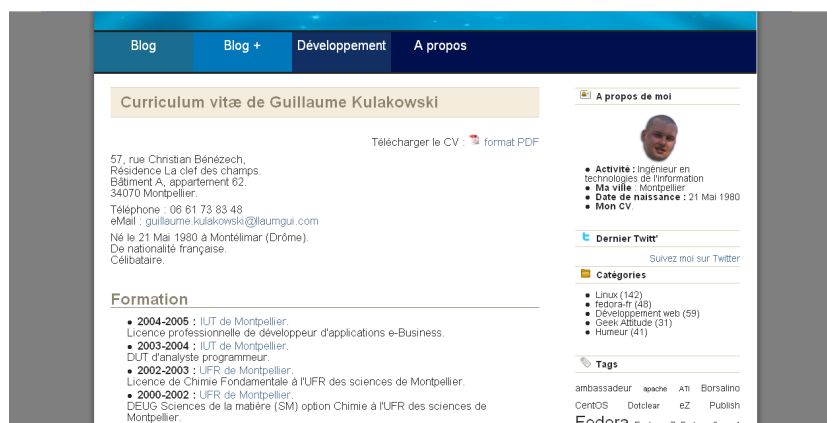 Blog
Blog +
Développement
A propos
Curriculum vitæ de Guillaume Kulakowski
Télécharger le CV : format PDF
57, rue Christian Bénézech,
Résidence La clef des champs.
Bâtiment A, appartement 62.
34070 Montpellier.
Téléphone : 06 61 73 83 48
eMail : guillaume.kulakowski@llaumgui.com
Né le 21 Mai 1980 à Montélimar (Drôme).
De nationalité française.
Célibataire.
Formation
2004-2005 : IUT de Montpellier.
Licence professionnelle de développeur d'applications e-Business.
2003-2004 : IUT de Montpellier.
DUT d'analyste programmeur.
2002-2003 : UFR de Montpellier.
Licence de Chimie Fondamentale à l'UFR des sciences de Montpellier.
2000-2002 : UFR de Montpellier.
DEUG Sciences de la matière (SM) option Chimie à l'UFR des sciences de
Montpellier.
A propos de moi
Activité : Ingénieur en
technologies de l'information
Ma ville : Montpellier
Date de naissance : 21 Mai 1980
Mon CV.
Dernier Twitt'
Suivez moi sur Twitter
Catégories
Linux (142)
fedora-fr (48)
Développement web (59)
Geek Attitude (31)
Humeur (41)
Tags
ambassadeur apache ATI Borsalino
CentOS Dotclear eZ Publish
Fedora